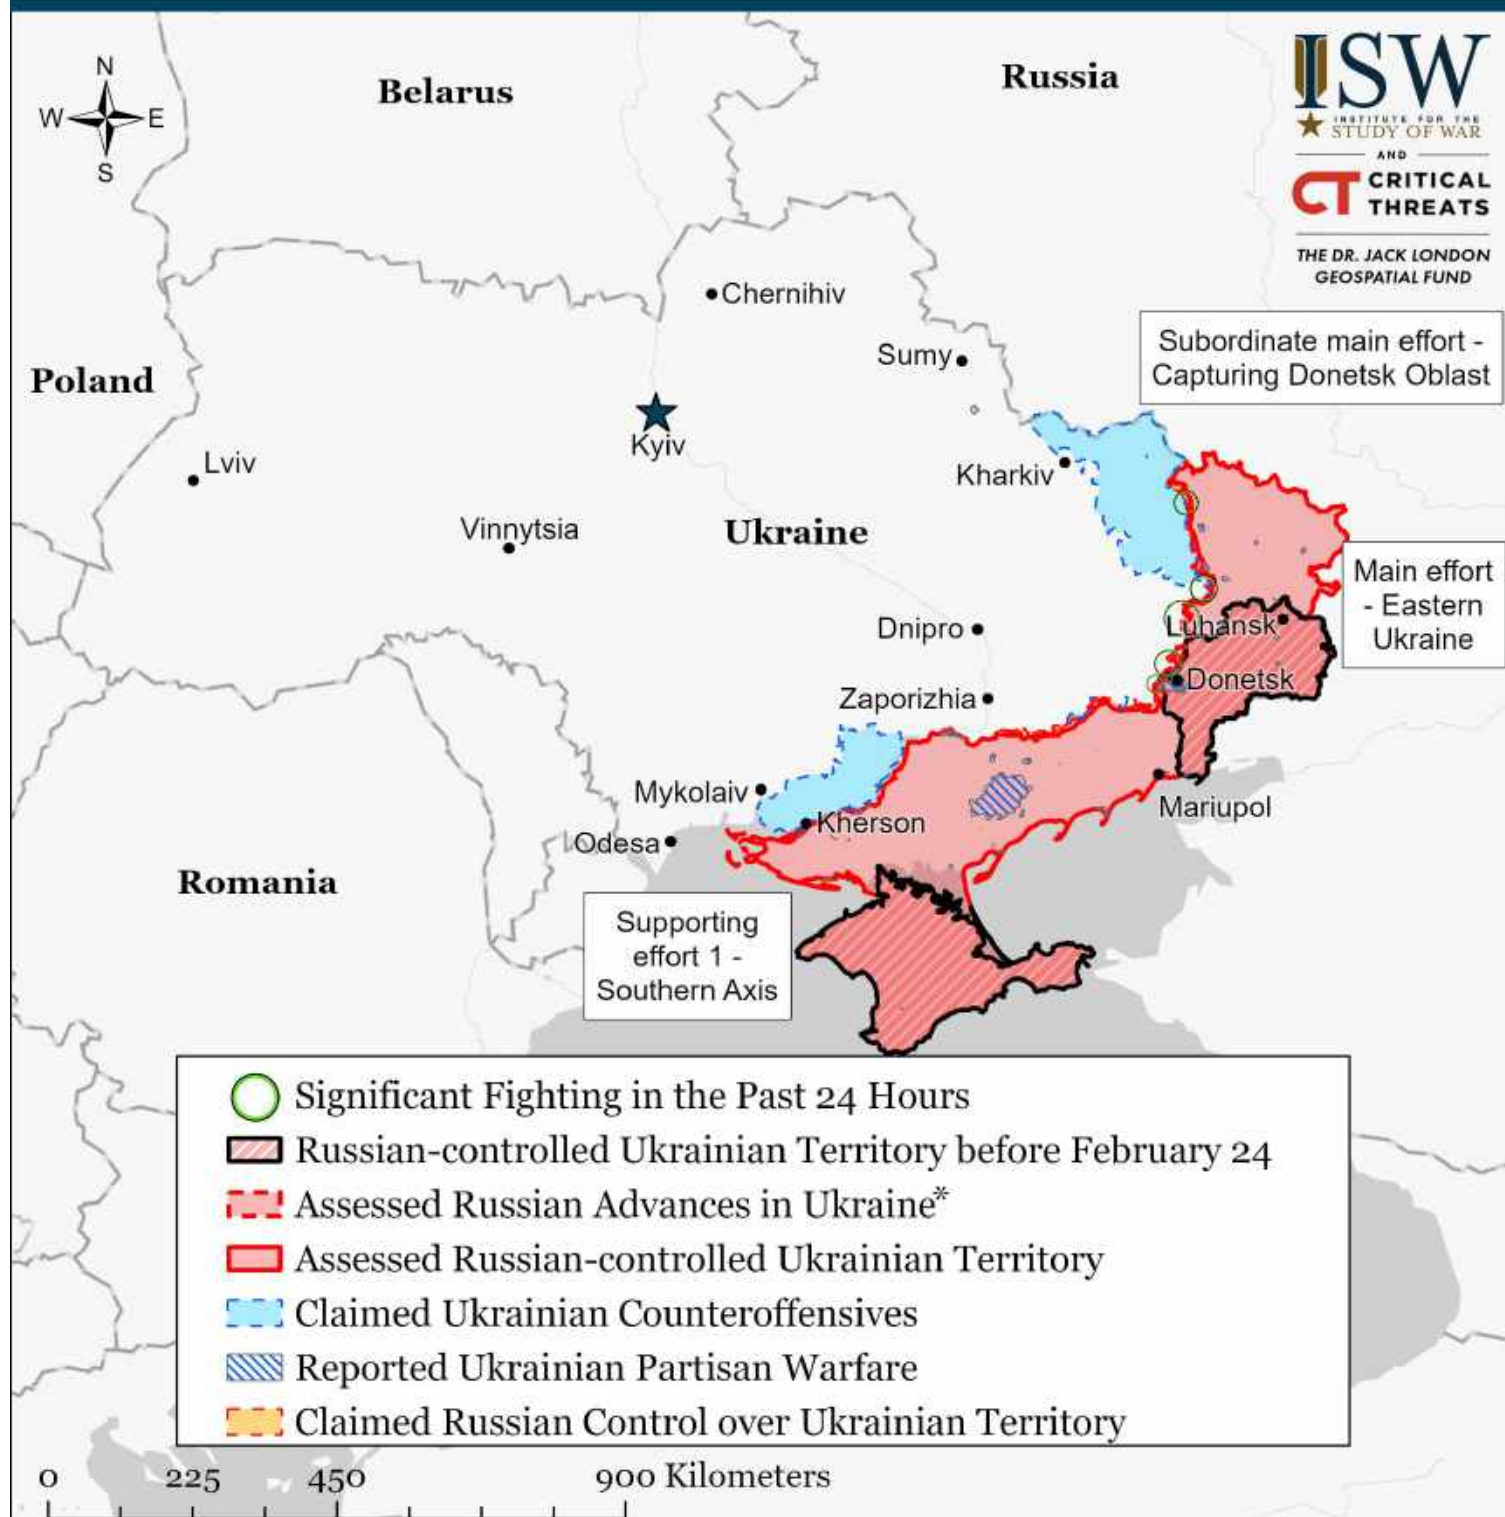 N
W E
S
Belarus
Russia
ISW
INSTITUTE FOR THE
STUDY OF WAR
AND
CT CRITICAL
THREATS
THE DR. JACK LONDON
GEOSPATIAL FUND
Chernihiv
Sumy
Subordinate main effort -
Capturing Donetsk Oblast
Poland
Kyiv
Lviv
Kharkiv
Vinnytsia
Ukraine
Main effort
- Eastern
Ukraine
Dnipro
Luhansk
Donetsk
Zaporizhia
Mykolaiv
Mariupol
Kherson
Odesa
Romania
Supporting
effort 1 -
Southern Axis
Significant Fighting in the Past 24 Hours
Russian-controlled Ukrainian Territory before February 24
Assessed Russian Advances in Ukraine*
Assessed Russian-controlled Ukrainian Territory
Claimed Ukrainian Counteroffensives
Reported Ukrainian Partisan Warfare
Claimed Russian Control over Ukrainian Territory
0 225 450 900 Kilometers